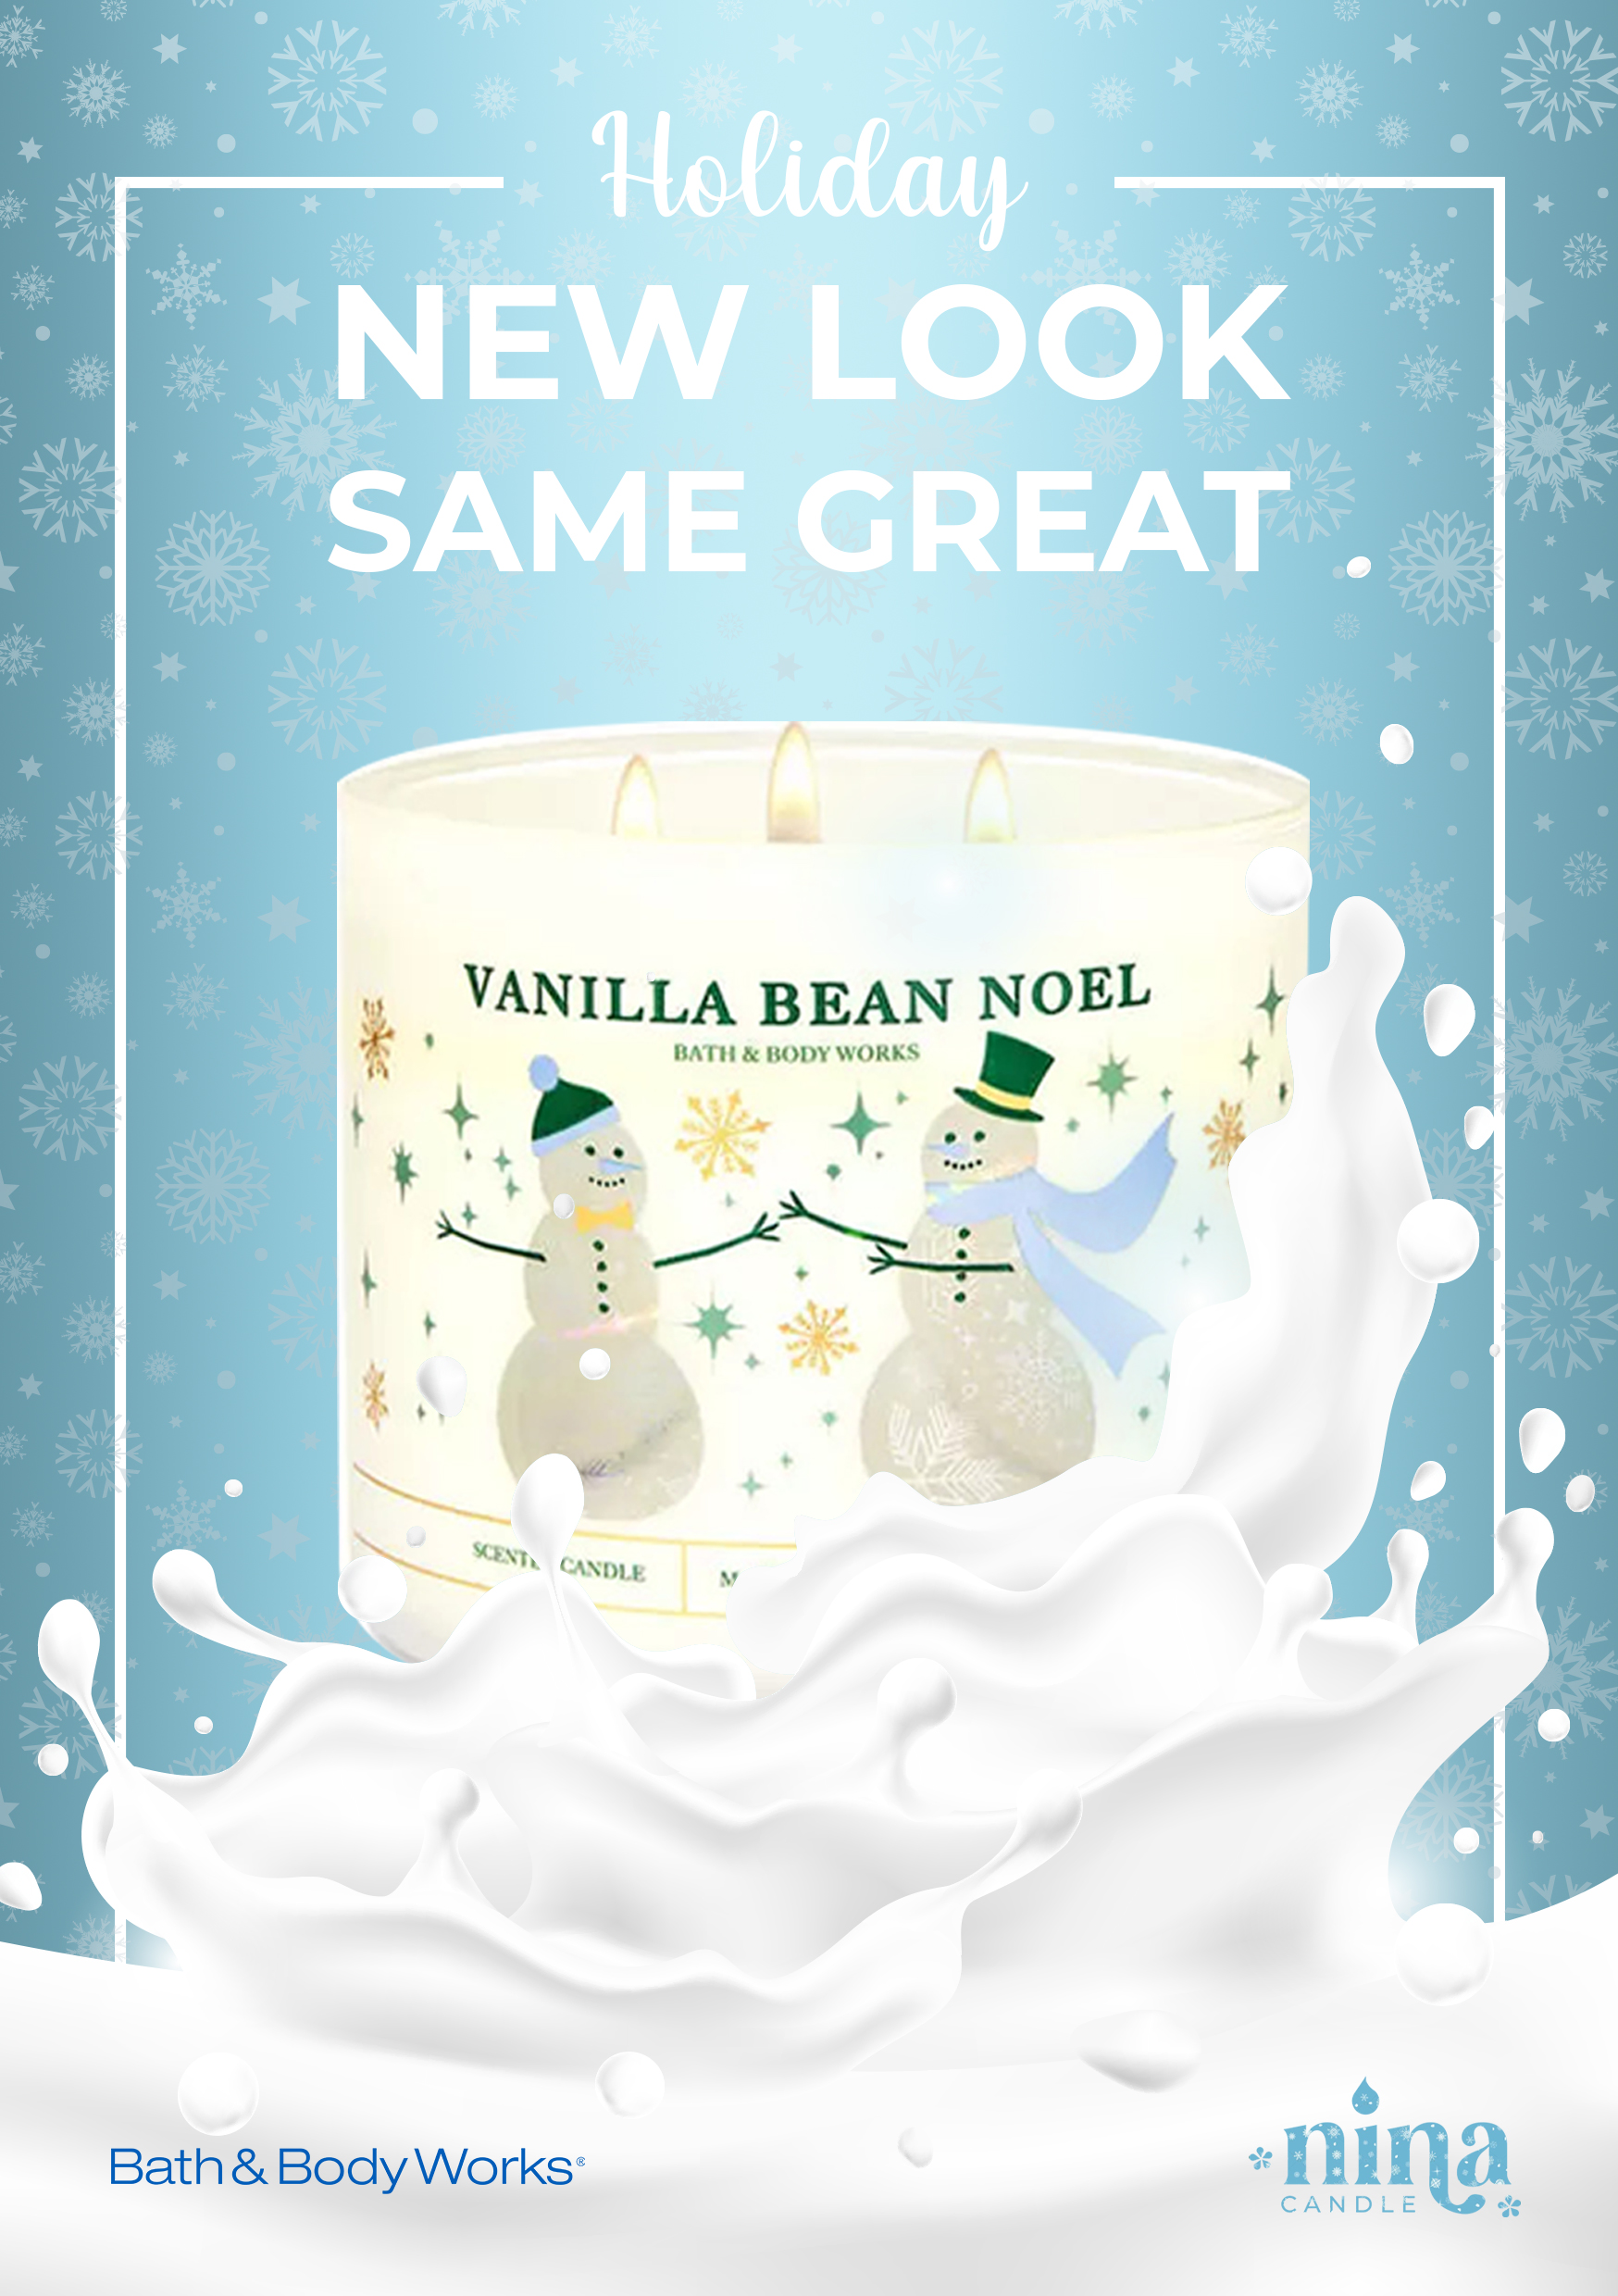 Holiday
NEW LOOK
SAME GREAT
VANILLA BEAN NOEL
BATH & BODY WORKS
CANDLE
Bath & Body Works®
nina
CANDLE